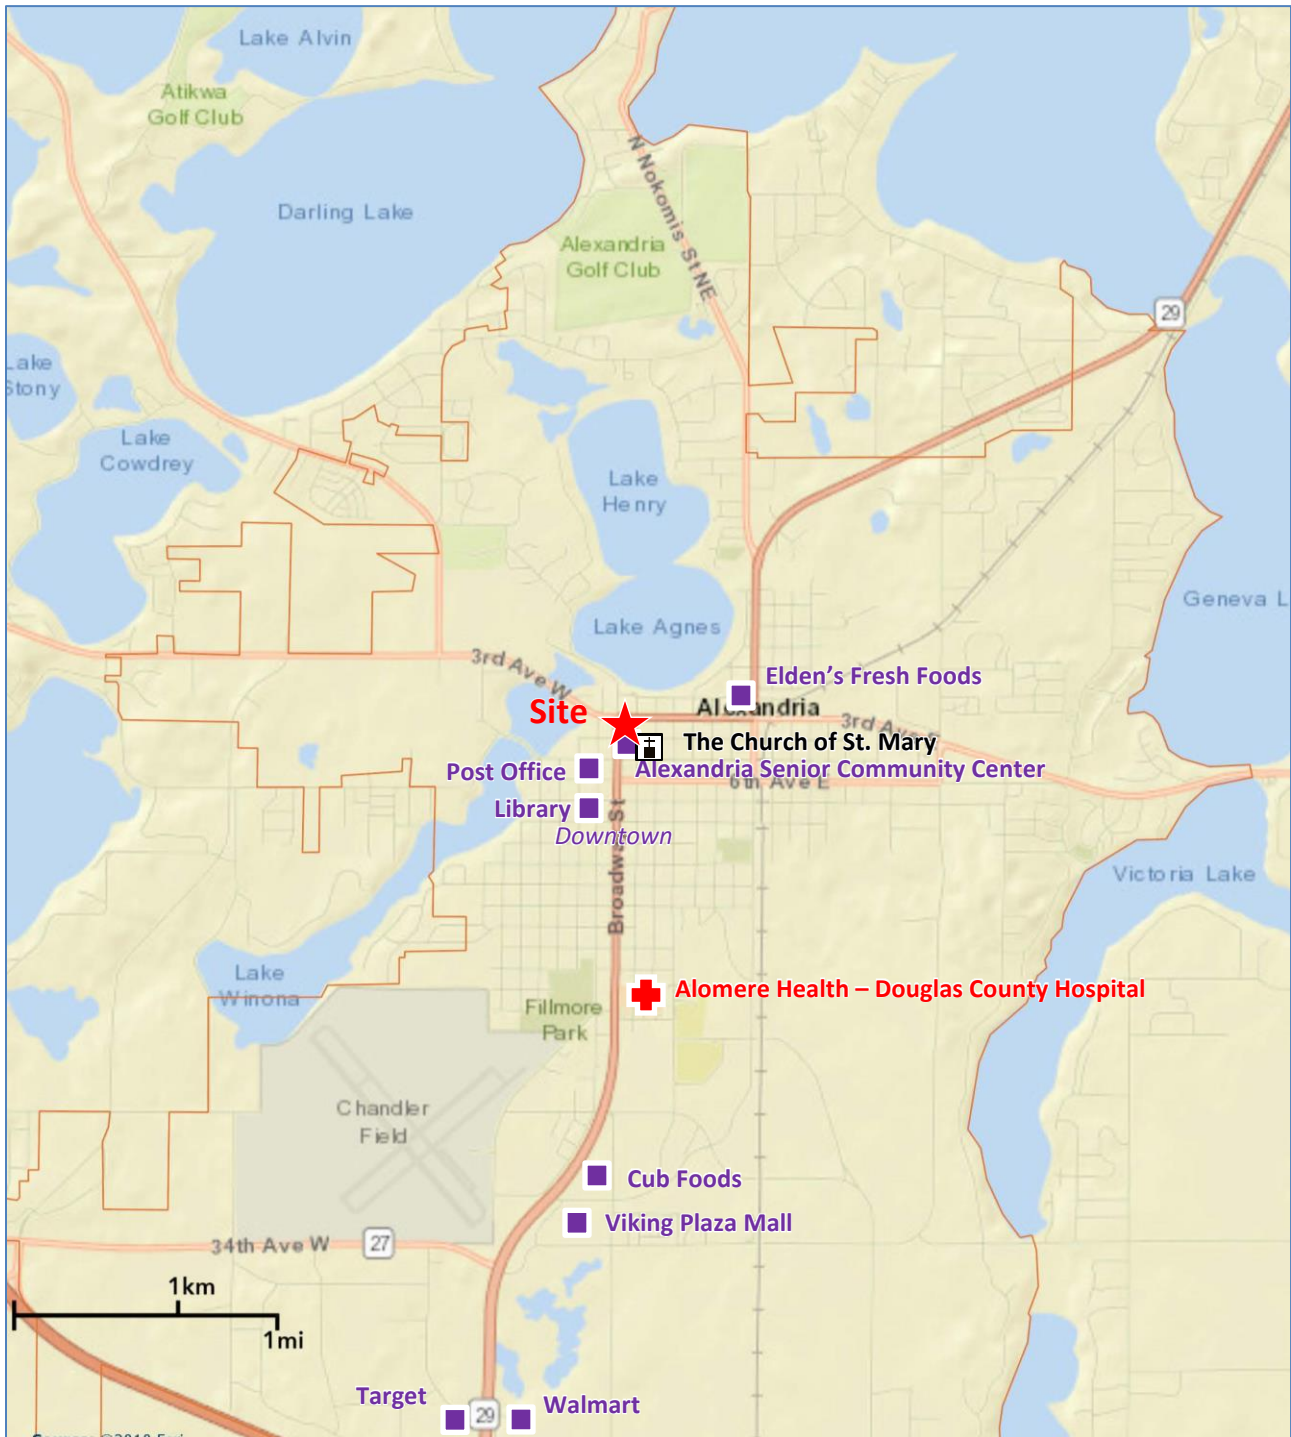 Lake Alvin
Atikwa
Golf Club
Darling Lake
N Nokomis St NE
Alexandria
Golf Club
29
Lake
Stony
Lake
Cowdrey
Lake
Henry
Geneva L
Lake Agnes
3rd Ave W
Elden's Fresh Foods
Site
Alexandria
3rd Ave E
The Church of St. Mary
Post Office
Alexandria Senior Community Center
6th Ave E
Library
Downtown
Broadway St
Victoria Lake
Lake
Winona
Alomere Health – Douglas County Hospital
Fillmore
Park
Chandler
Field
Cub Foods
Viking Plaza Mall
34th Ave W
27
1km
1mi
Target
29
Walmart